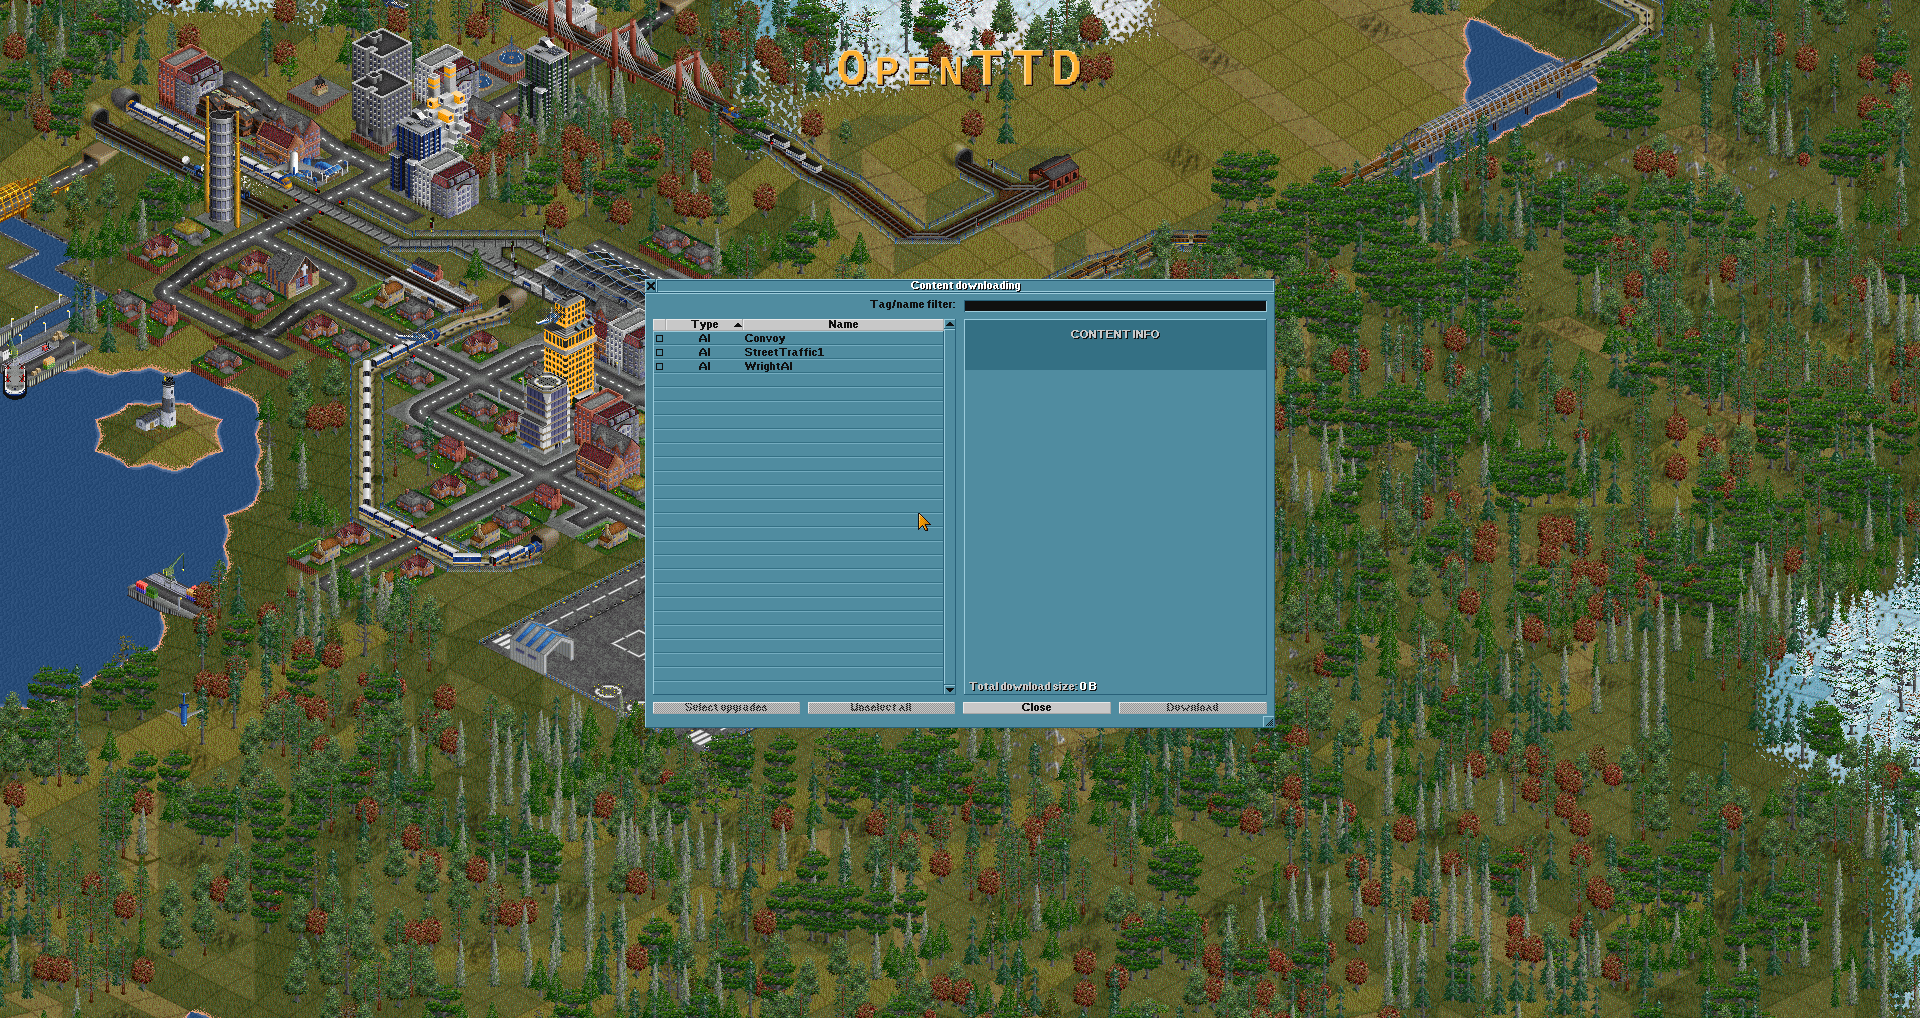 OPENTTD
Content downloading
Tag/name filter:
Type Name
AI Convoy
AI StreetTraffic1
AI WrightAI
CONTENT INFO
Total download size: 0 B
Select upgrades Unselect all Close Download